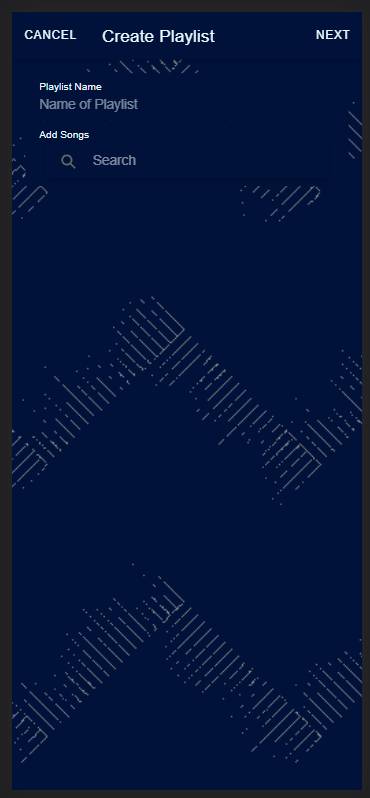 CANCEL Create Playlist NEXT
Playlist Name
Name of Playlist
Add Songs
Search